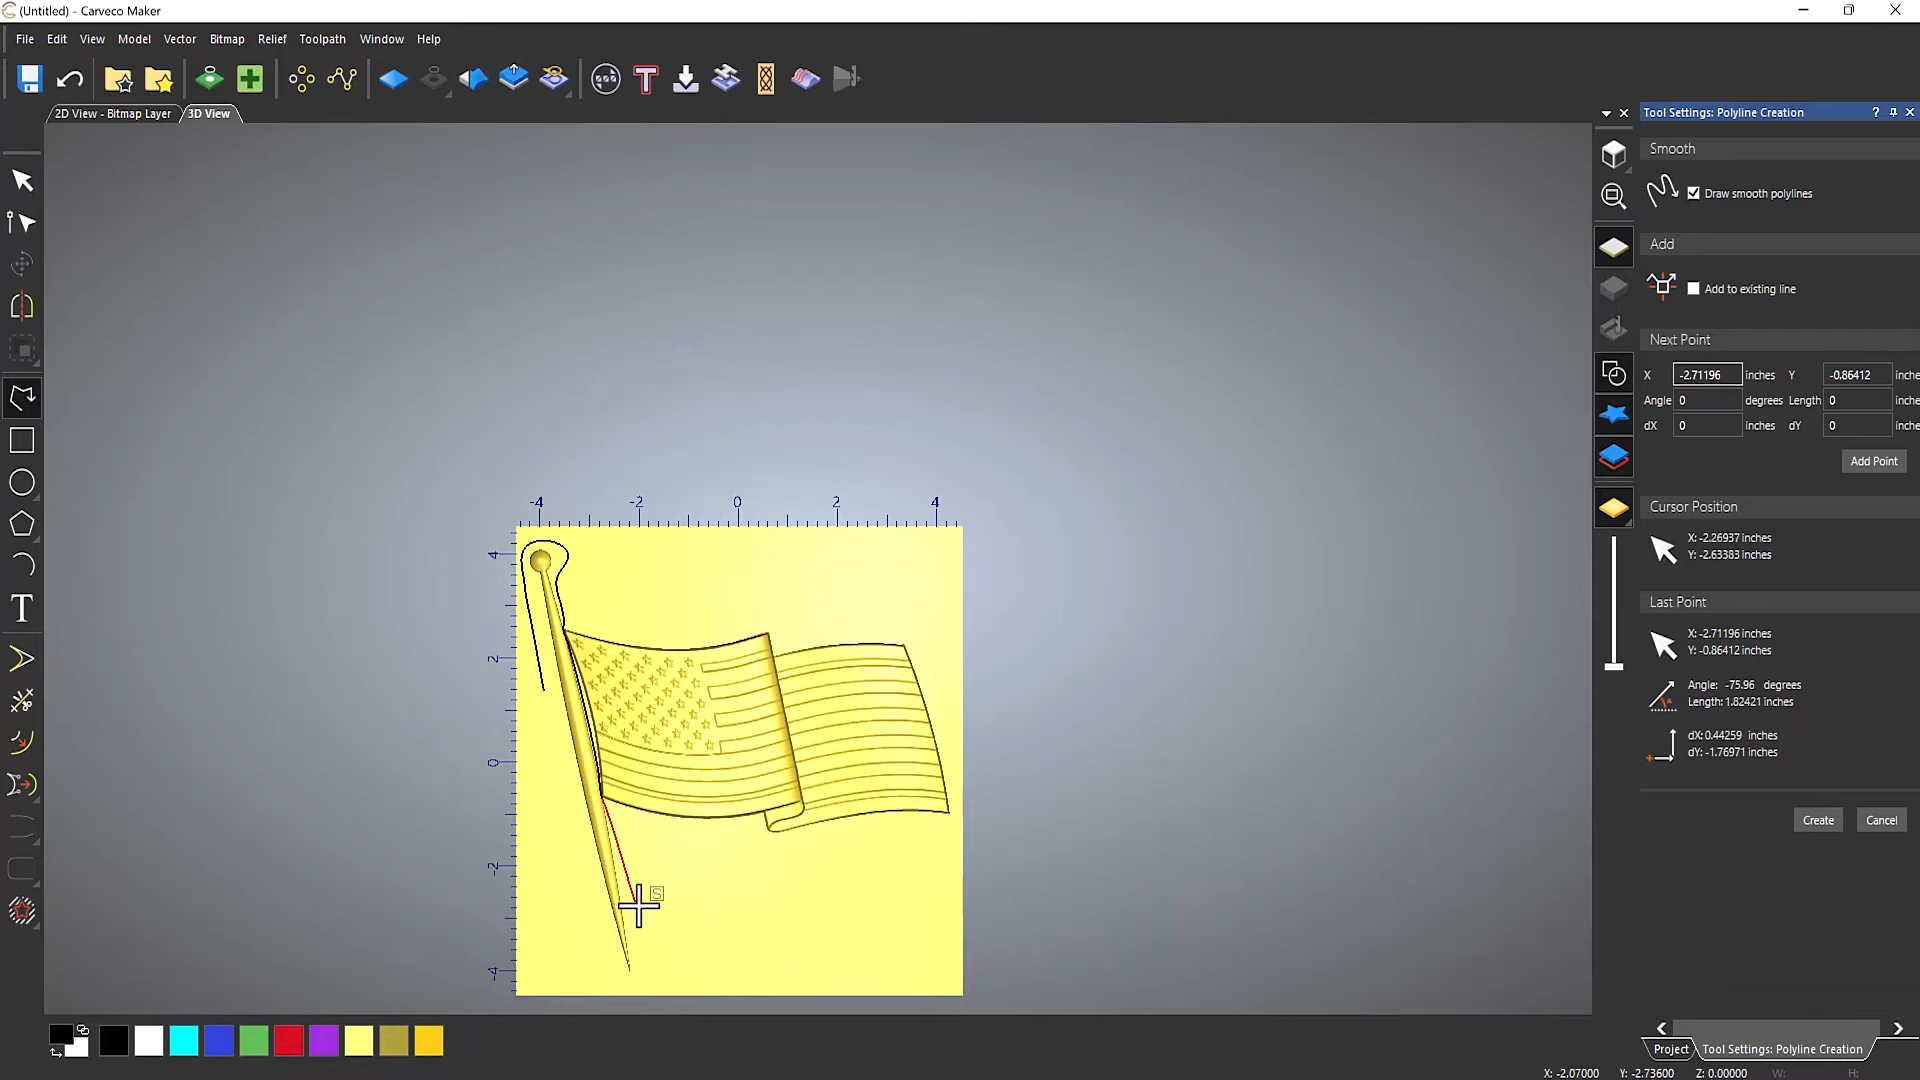 (Untitled) - Carveco Maker
File Edit View Model Vector Bitmap Relief Toolpath Window Help
2D View - Bitmap Layer 3D View
Tool Settings: Polyline Creation
Smooth
Draw smooth polylines
Add
Add to existing line
Next Point
X -2.71196 inches Y -0.86412 inche
Angle 0 degrees Length 0 inche
dX 0 inches dY 0 inche
Add Point
Cursor Position
X: -2.26937 inches
Y: -2.63383 inches
Last Point
X: -2.71196 inches
Y: -0.86412 inches
Angle: -75.96 degrees
Length: 1.82421 inches
dX: 0.44259 inches
dY: -1.76971 inches
Create Cancel
-4 -2 0 2 4
4
2
0
-2
-4
S
T
Project Tool Settings: Polyline Creation
X: -2.07000 Y: -2.73600 Z: 0.00000 W: H: